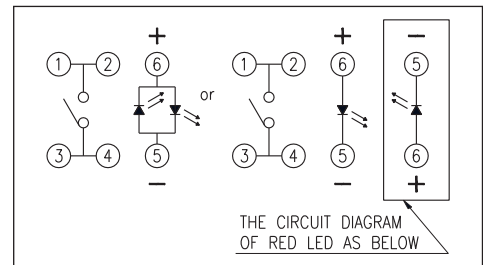 + + −
1 2 6 1 2 6 5
or
3 4 5 3 4 5 6
− − +
THE CIRCUIT DIAGRAM
OF RED LED AS BELOW